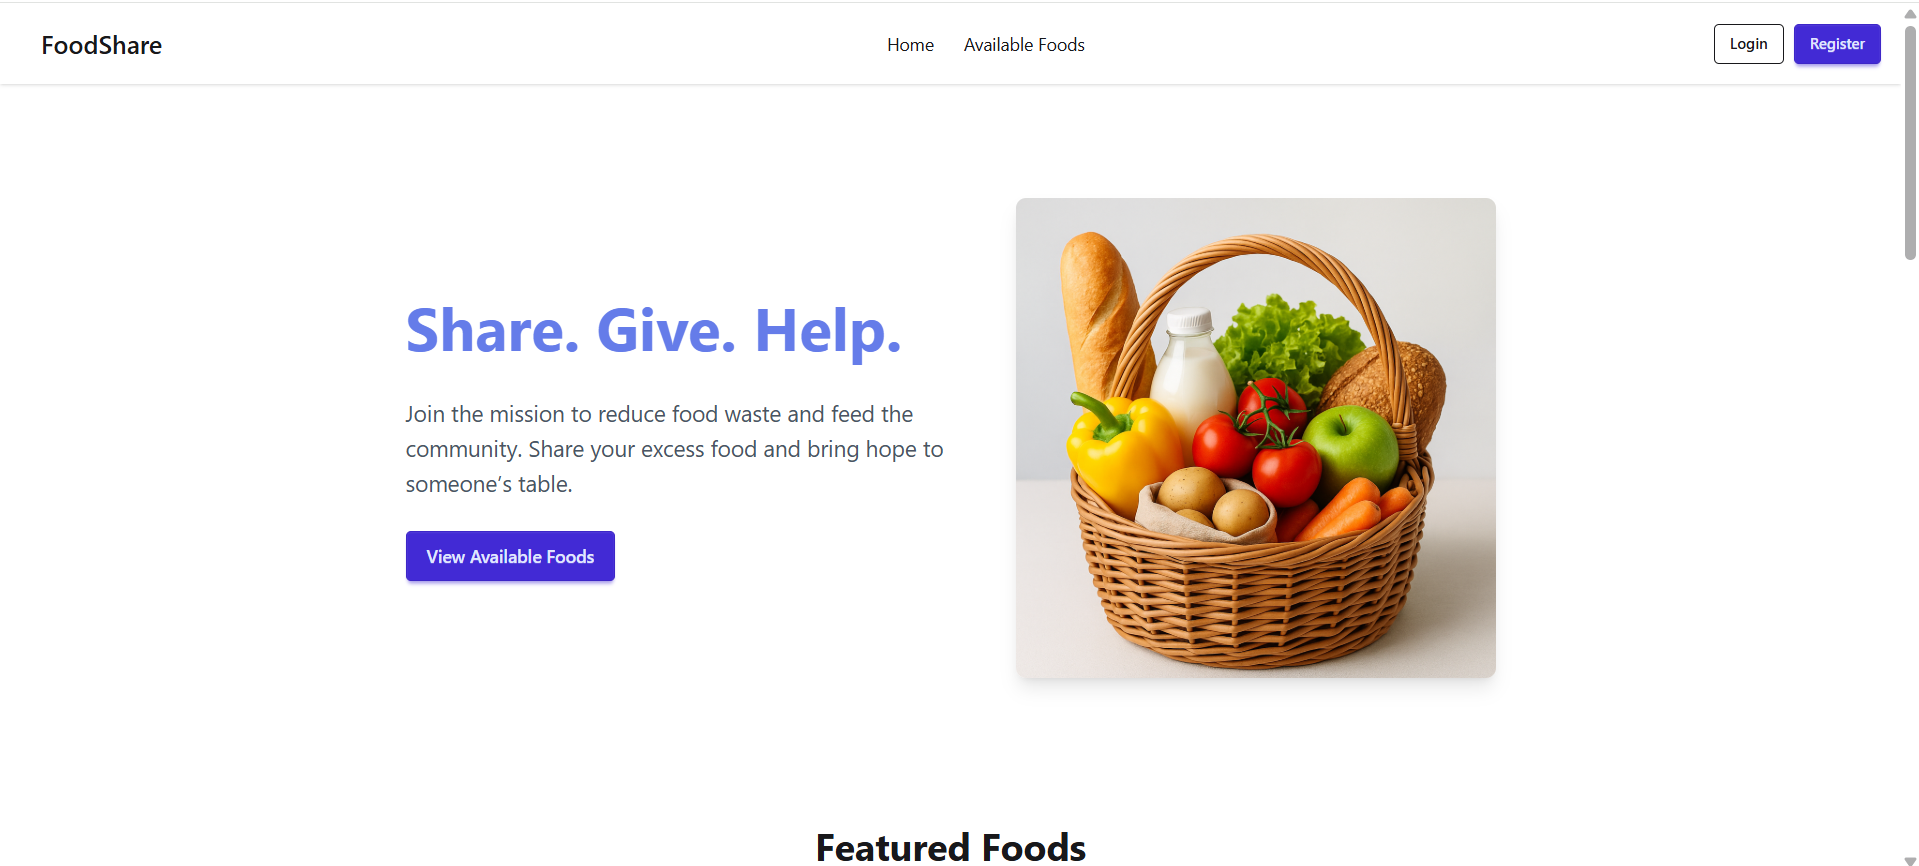 FoodShare
Home
Available Foods
Login
Register
Share. Give. Help.
Join the mission to reduce food waste and feed the
community. Share your excess food and bring hope to
someone’s table.
View Available Foods
Featured Foods